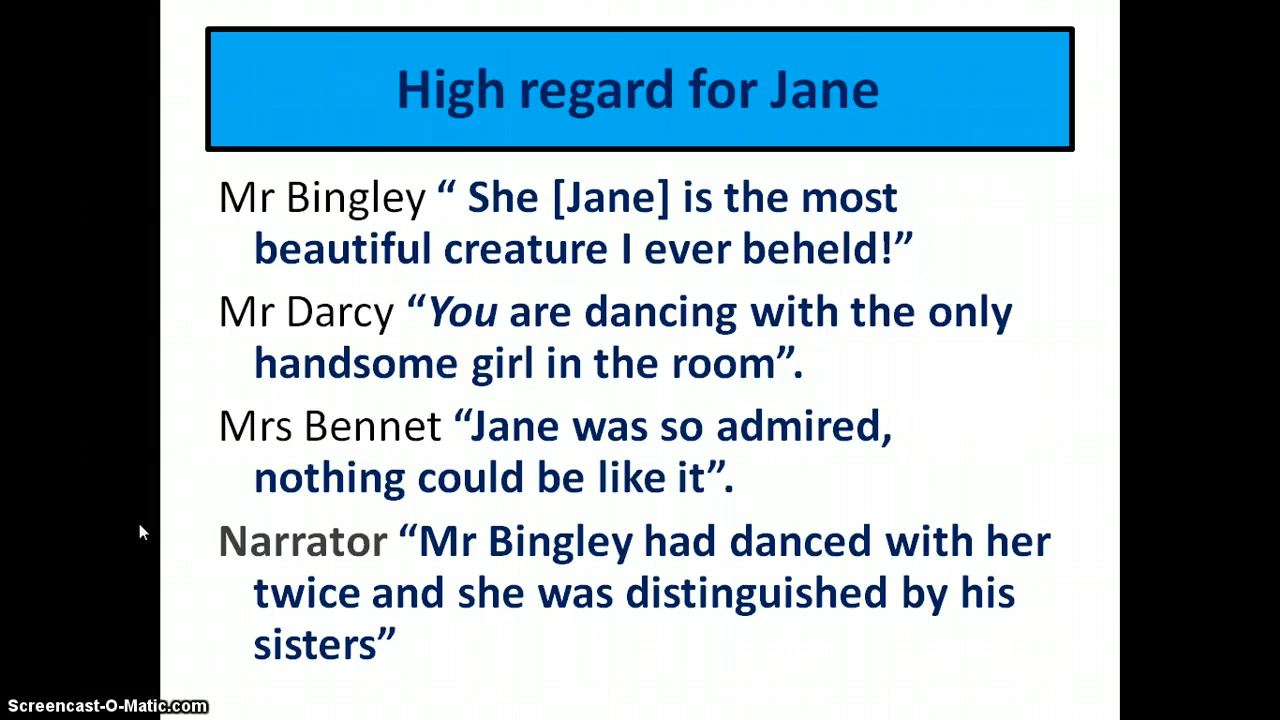 High regard for Jane
Mr Bingley “ She [Jane] is the most
beautiful creature I ever beheld!”
Mr Darcy “You are dancing with the only
handsome girl in the room”.
Mrs Bennet “Jane was so admired,
nothing could be like it”.
Narrator “Mr Bingley had danced with her
twice and she was distinguished by his
sisters”
Screencast-O-Matic.com